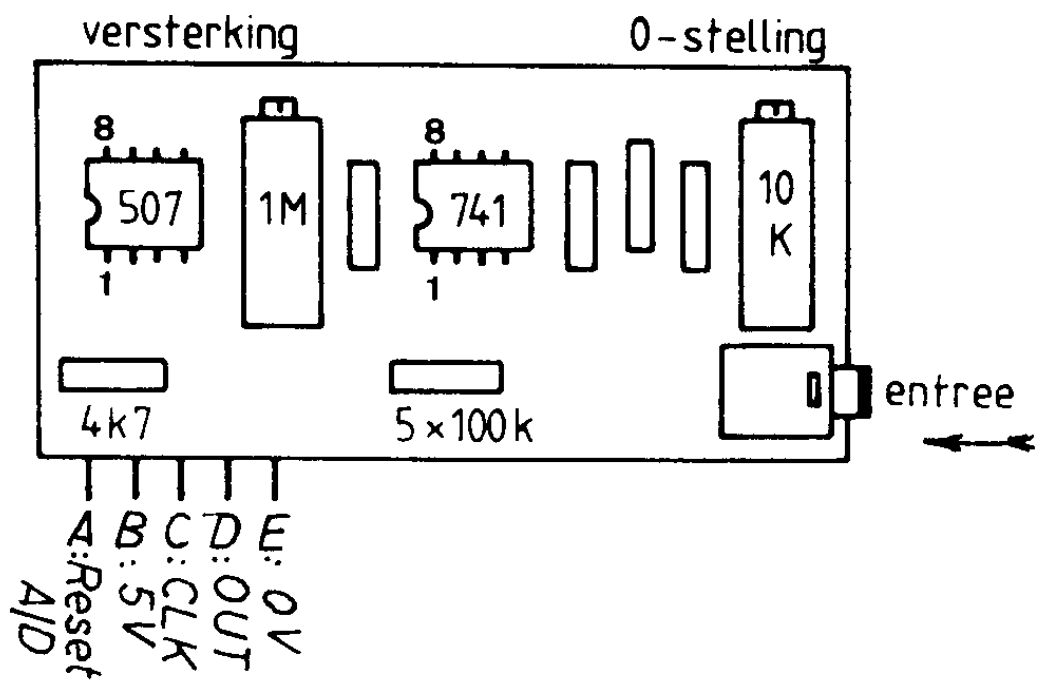 versterking
0-stelling
8
8
507
1M
741
10
K
1
1
4k7
5×100k
entree
A::Reset A/D
B::5V
C::CLK
D::OUT
E::0V